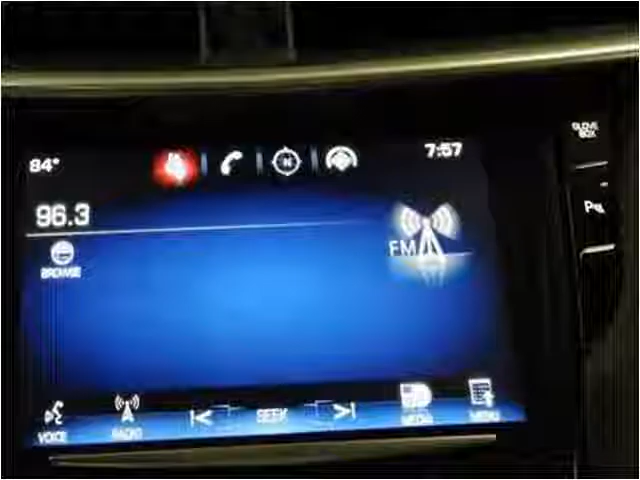 GLOVE BOX
84°
7:57
N
96.3
FM
BROWSE
VOICE RADIO SEEK MEDIA MENU